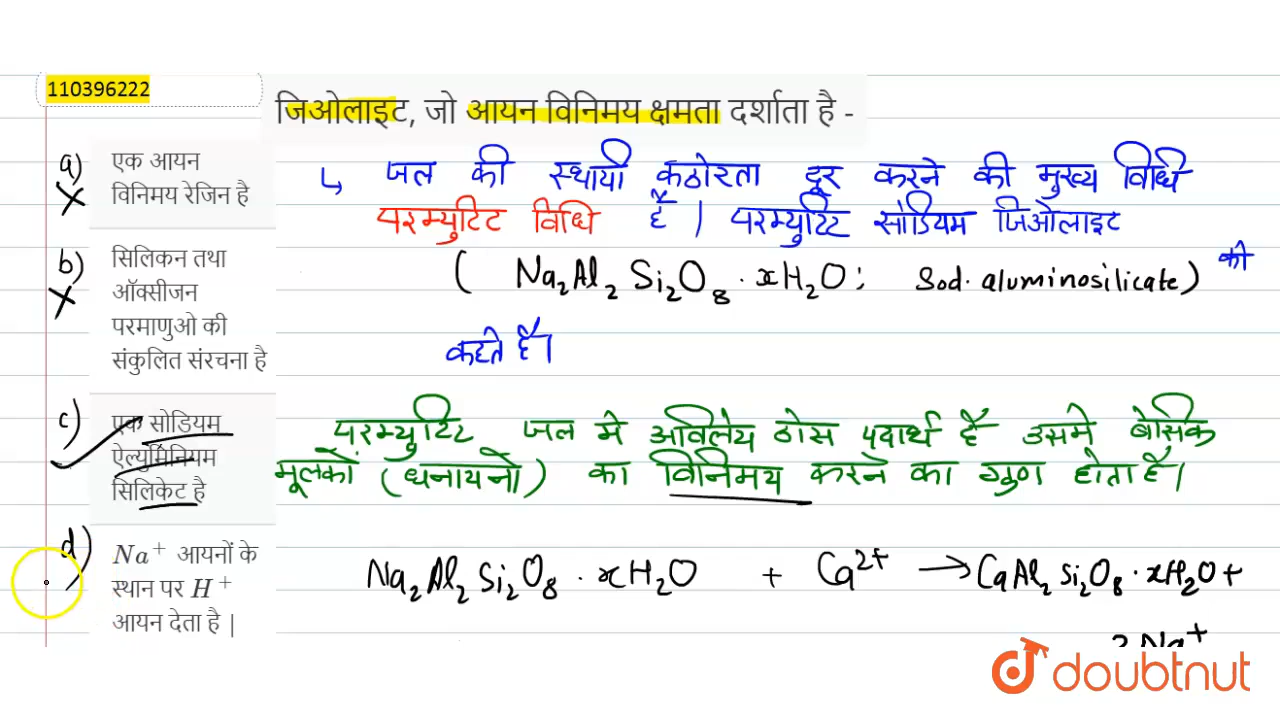 110396222
जिओलाइट, जो आयन विनिमय क्षमता दर्शाता है -
a) एक आयन
विनिमय रेजिन है
b) सिलिकन तथा
ऑक्सीजन
परमाणुओ की
संकुलित संरचना है
c) एक सोडियम
ऐल्युमिनियम
सिलिकेट है
d) Na⁺ आयनों के
स्थान पर H⁺
आयन देता है |
↳ जल की स्थायी कठोरता दूर करने की मुख्य विधि
परम्युटिट विधि है। परम्युटिट सोडियम जिओलाइट
( Na₂Al₂Si₂O₈·xH₂O; Sod. aluminosilicate) को
कहते हैं।
परम्युटिट जल मे अविलेय ठोस पदार्थ है उसमे बेसिक
मूलकों (धनायनो) का विनिमय करने का गुण होता है।
Na₂Al₂Si₂O₈·xH₂O + Ca²⁺ → CaAl₂Si₂O₈·xH₂O +
2Na⁺
doubtnut